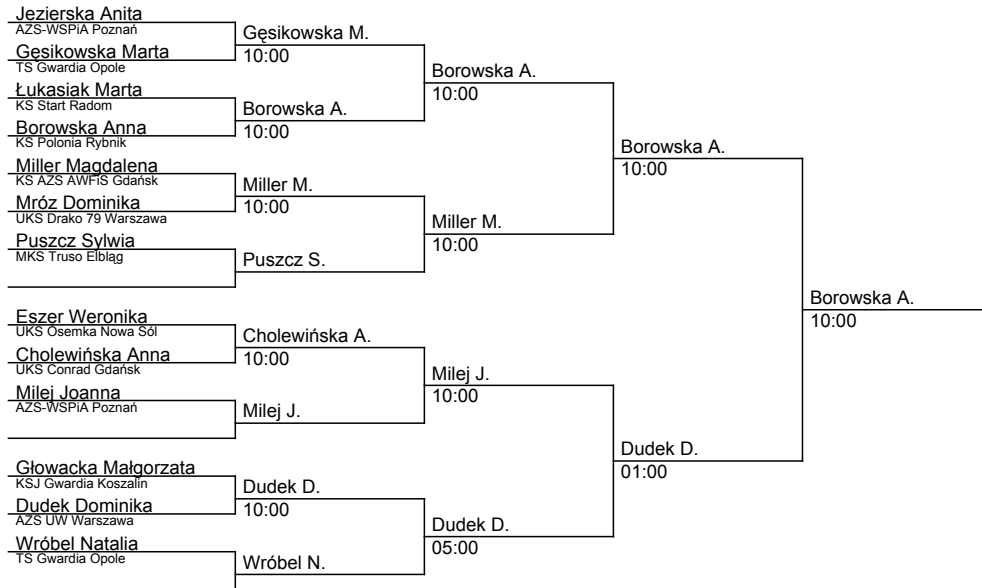 Jezierska Anita
AZS-WSPiA Poznań
Gęsikowska Marta
TS Gwardia Opole
Łukasiak Marta
KS Start Radom
Borowska Anna
KS Polonia Rybnik
Miller Magdalena
KS AZS AWFiS Gdańsk
Mróz Dominika
UKS Drako 79 Warszawa
Puszcz Sylwia
MKS Truso Elbląg
Eszer Weronika
UKS Ósemka Nowa Sól
Cholewińska Anna
UKS Conrad Gdańsk
Milej Joanna
AZS-WSPiA Poznań
Głowacka Małgorzata
KSJ Gwardia Koszalin
Dudek Dominika
AZS UW Warszawa
Wróbel Natalia
TS Gwardia Opole
Gęsikowska M.
10:00
Borowska A.
10:00
Miller M.
10:00
Puszcz S.
Cholewińska A.
10:00
Milej J.
Dudek D.
10:00
Wróbel N.
Borowska A.
10:00
Miller M.
10:00
Milej J.
10:00
Dudek D.
05:00
Borowska A.
10:00
Dudek D.
01:00
Borowska A.
10:00